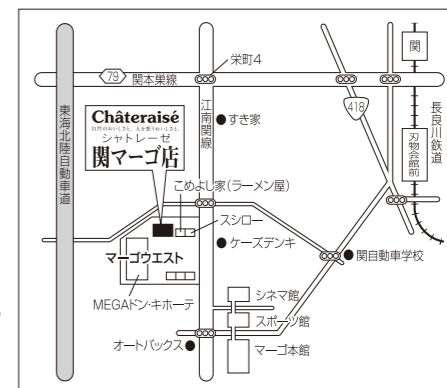 栄町4
関
79
関本巣線
418
東海北陸自動車道
Châteraisé
自然のおいしさと、人を想うおいしさと。
シャトレーゼ
関マーゴ店
江南関線
すき家
刃物会館前
長良川鉄道
こめよし家(ラーメン屋)
スシロー
マーゴウエスト
ケーズデンキ
関自動車学校
MEGAドン・キホーテ
シネマ館
スポーツ館
オートバックス
マーゴ本館